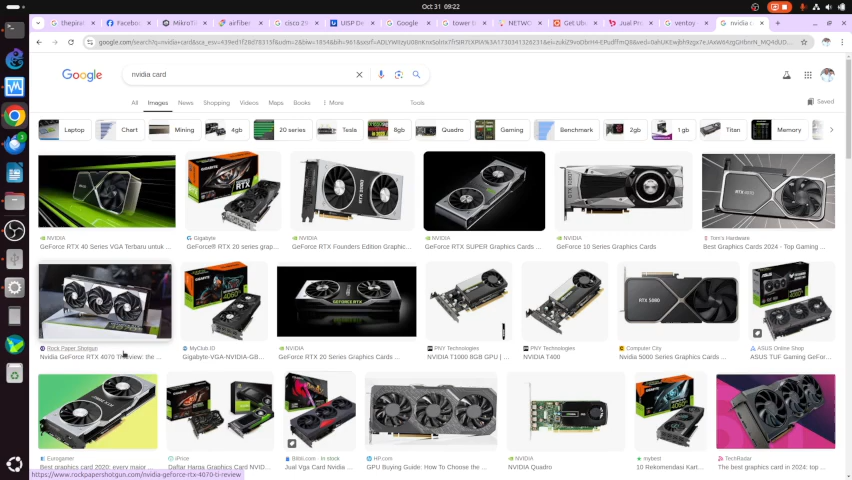 Oct 31 09:22
thepiral
Facebook
MikroTi
airfiber
cisco 29
UISP De
Google
tower t
NETWO
Get Ub
Jual Pro
ventoy
nvidia c
nvidia card
All
Images
News
Shopping
Videos
Maps
Books
More
Tools
Saved
Laptop
Chart
Mining
4gb
20 series
Tesla
8gb
Quadro
Gaming
Benchmark
2gb
1 gb
Titan
Memory
NVIDIA
GeForce RTX 40 Series VGA Terbaru untuk ...
Gigabyte
GeForce® RTX 20 series grap...
NVIDIA
GeForce RTX Founders Edition Graphic...
NVIDIA
GeForce RTX SUPER Graphics Cards ...
NVIDIA
GeForce 10 Series Graphics Cards
Tom's Hardware
Best Graphics Cards 2024 - Top Gaming ...
Rock Paper Shotgun
Nvidia GeForce RTX 4070 Ti review: the ...
MyClub.ID
Gigabyte-VGA-NVIDIA-GB...
NVIDIA
GeForce RTX 20 Series Graphics Cards ...
PNY Technologies
NVIDIA T1000 8GB GPU | ...
PNY Technologies
NVIDIA T400
Computer City
Nvidia 5000 Series Graphics Cards ...
ASUS Online Shop
ASUS TUF Gaming GeFor...
Eurogamer
Best graphics card 2020: every major ...
iPrice
Daftar Harga Grafical Card NVID...
Blibli.com · In stock
Jual Vga Card Nvidia ...
HP.com
GPU Buying Guide: How To Choose the ...
NVIDIA
NVIDIA Quadro
mybest
10 Rekomendasi Kart...
TechRadar
The best graphics card in 2024: top ...
https://www.rockpapershotgun.com/nvidia-geforce-rtx-4070-ti-review